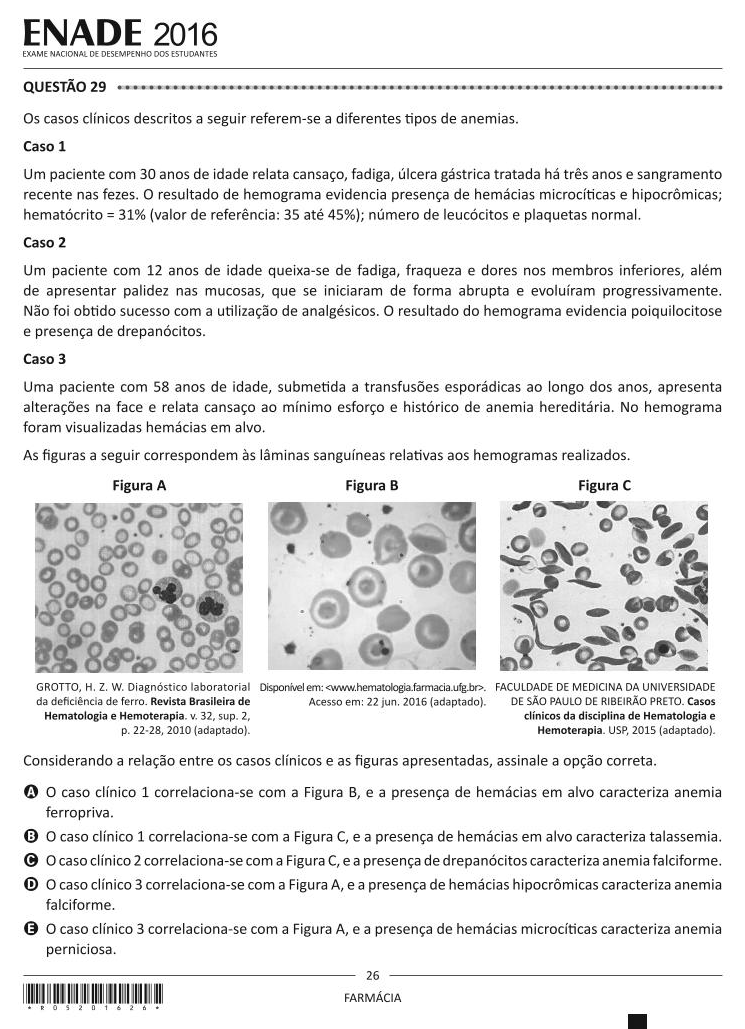 ENADE 2016
EXAME NACIONAL DE DESEMPENHO DOS ESTUDANTES
QUESTÃO 29
Os casos clínicos descritos a seguir referem-se a diferentes tipos de anemias.
Caso 1
Um paciente com 30 anos de idade relata cansaço, fadiga, úlcera gástrica tratada há três anos e sangramento
recente nas fezes. O resultado de hemograma evidencia presença de hemácias microcíticas e hipocrômicas;
hematócrito = 31% (valor de referência: 35 até 45%); número de leucócitos e plaquetas normal.
Caso 2
Um paciente com 12 anos de idade queixa-se de fadiga, fraqueza e dores nos membros inferiores, além
de apresentar palidez nas mucosas, que se iniciaram de forma abrupta e evoluíram progressivamente.
Não foi obtido sucesso com a utilização de analgésicos. O resultado do hemograma evidencia poiquilocitose
e presença de drepanócitos.
Caso 3
Uma paciente com 58 anos de idade, submetida a transfusões esporádicas ao longo dos anos, apresenta
alterações na face e relata cansaço ao mínimo esforço e histórico de anemia hereditária. No hemograma
foram visualizadas hemácias em alvo.
As figuras a seguir correspondem às lâminas sanguíneas relativas aos hemogramas realizados.
Figura A
Figura B
Figura C
GROTTO, H. Z. W. Diagnóstico laboratorial
da deficiência de ferro. Revista Brasileira de
Hematologia e Hemoterapia. v. 32, sup. 2,
p. 22-28, 2010 (adaptado).
Disponível em: <www.hematologia.farmacia.ufg.br>.
Acesso em: 22 jun. 2016 (adaptado).
FACULDADE DE MEDICINA DA UNIVERSIDADE
DE SÃO PAULO DE RIBEIRÃO PRETO. Casos
clínicos da disciplina de Hematologia e
Hemoterapia. USP, 2015 (adaptado).
Considerando a relação entre os casos clínicos e as figuras apresentadas, assinale a opção correta.
A O caso clínico 1 correlaciona-se com a Figura B, e a presença de hemácias em alvo caracteriza anemia
ferropriva.
B O caso clínico 1 correlaciona-se com a Figura C, e a presença de hemácias em alvo caracteriza talassemia.
C O caso clínico 2 correlaciona-se com a Figura C, e a presença de drepanócitos caracteriza anemia falciforme.
D O caso clínico 3 correlaciona-se com a Figura A, e a presença de hemácias hipocrômicas caracteriza anemia
falciforme.
E O caso clínico 3 correlaciona-se com a Figura A, e a presença de hemácias microcíticas caracteriza anemia
perniciosa.
26
FARMÁCIA
* R 0 5 2 0 1 6 2 6 *